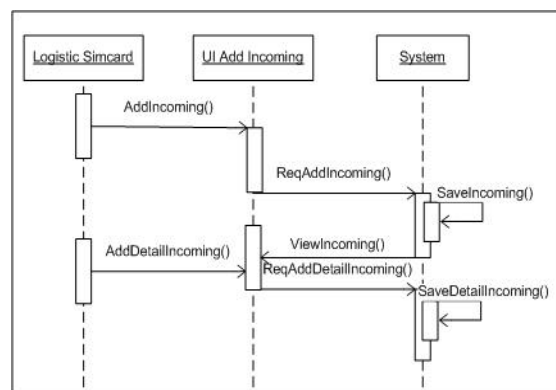 Logistic Simcard
UI Add Incoming
System
AddIncoming()
ReqAddIncoming()
SaveIncoming()
ViewIncoming()
AddDetailIncoming()
ReqAddDetailIncoming()
SaveDetailIncoming()